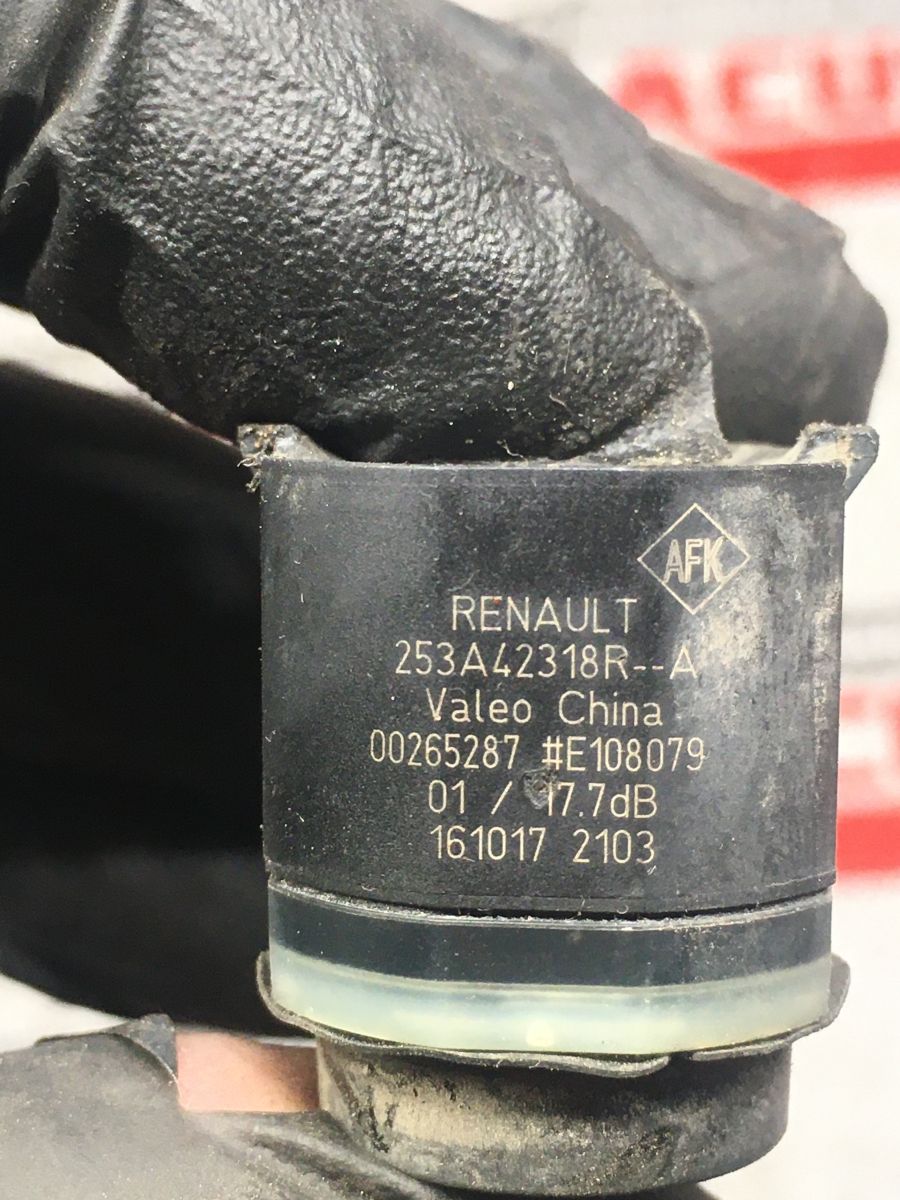 AFK
RENAULT
253A42318R--A
Valeo China
00265287 #E108079
01 / 17.7dB
161017 2103